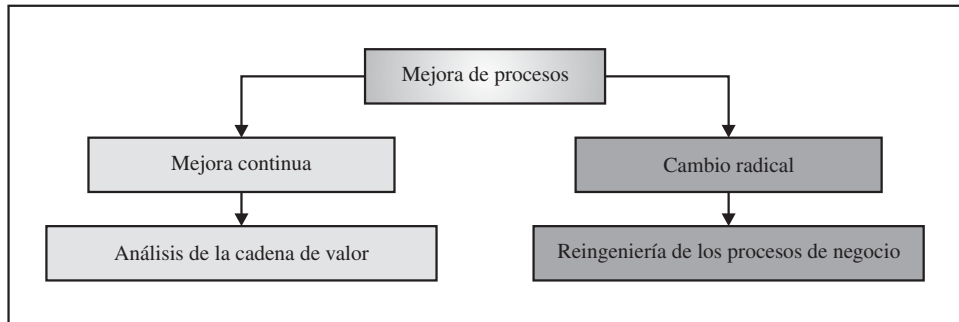 Mejora de procesos
Mejora continua
Cambio radical
Análisis de la cadena de valor
Reingeniería de los procesos de negocio